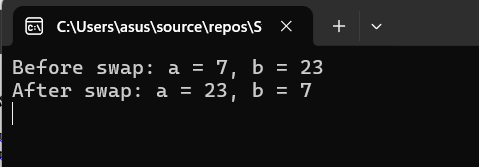 C:\Users\asus\source\repos\S
Before swap: a = 7, b = 23
After swap: a = 23, b = 7